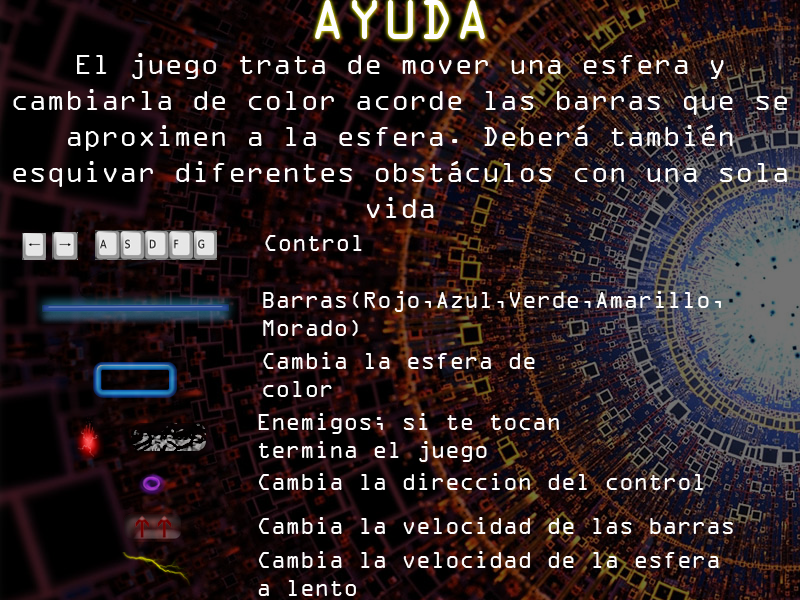 AYUDA
El juego trata de mover una esfera y
cambiarla de color acorde las barras que se
aproximen a la esfera. Deberá también
esquivar diferentes obstáculos con una sola
vida
← → A S D F G Control
Barras(Rojo,Azul,Verde,Amarillo,
Morado)
Cambia la esfera de
color
Enemigos; si te tocan
termina el juego
Cambia la direccion del control
Cambia la velocidad de las barras
Cambia la velocidad de la esfera
a lento